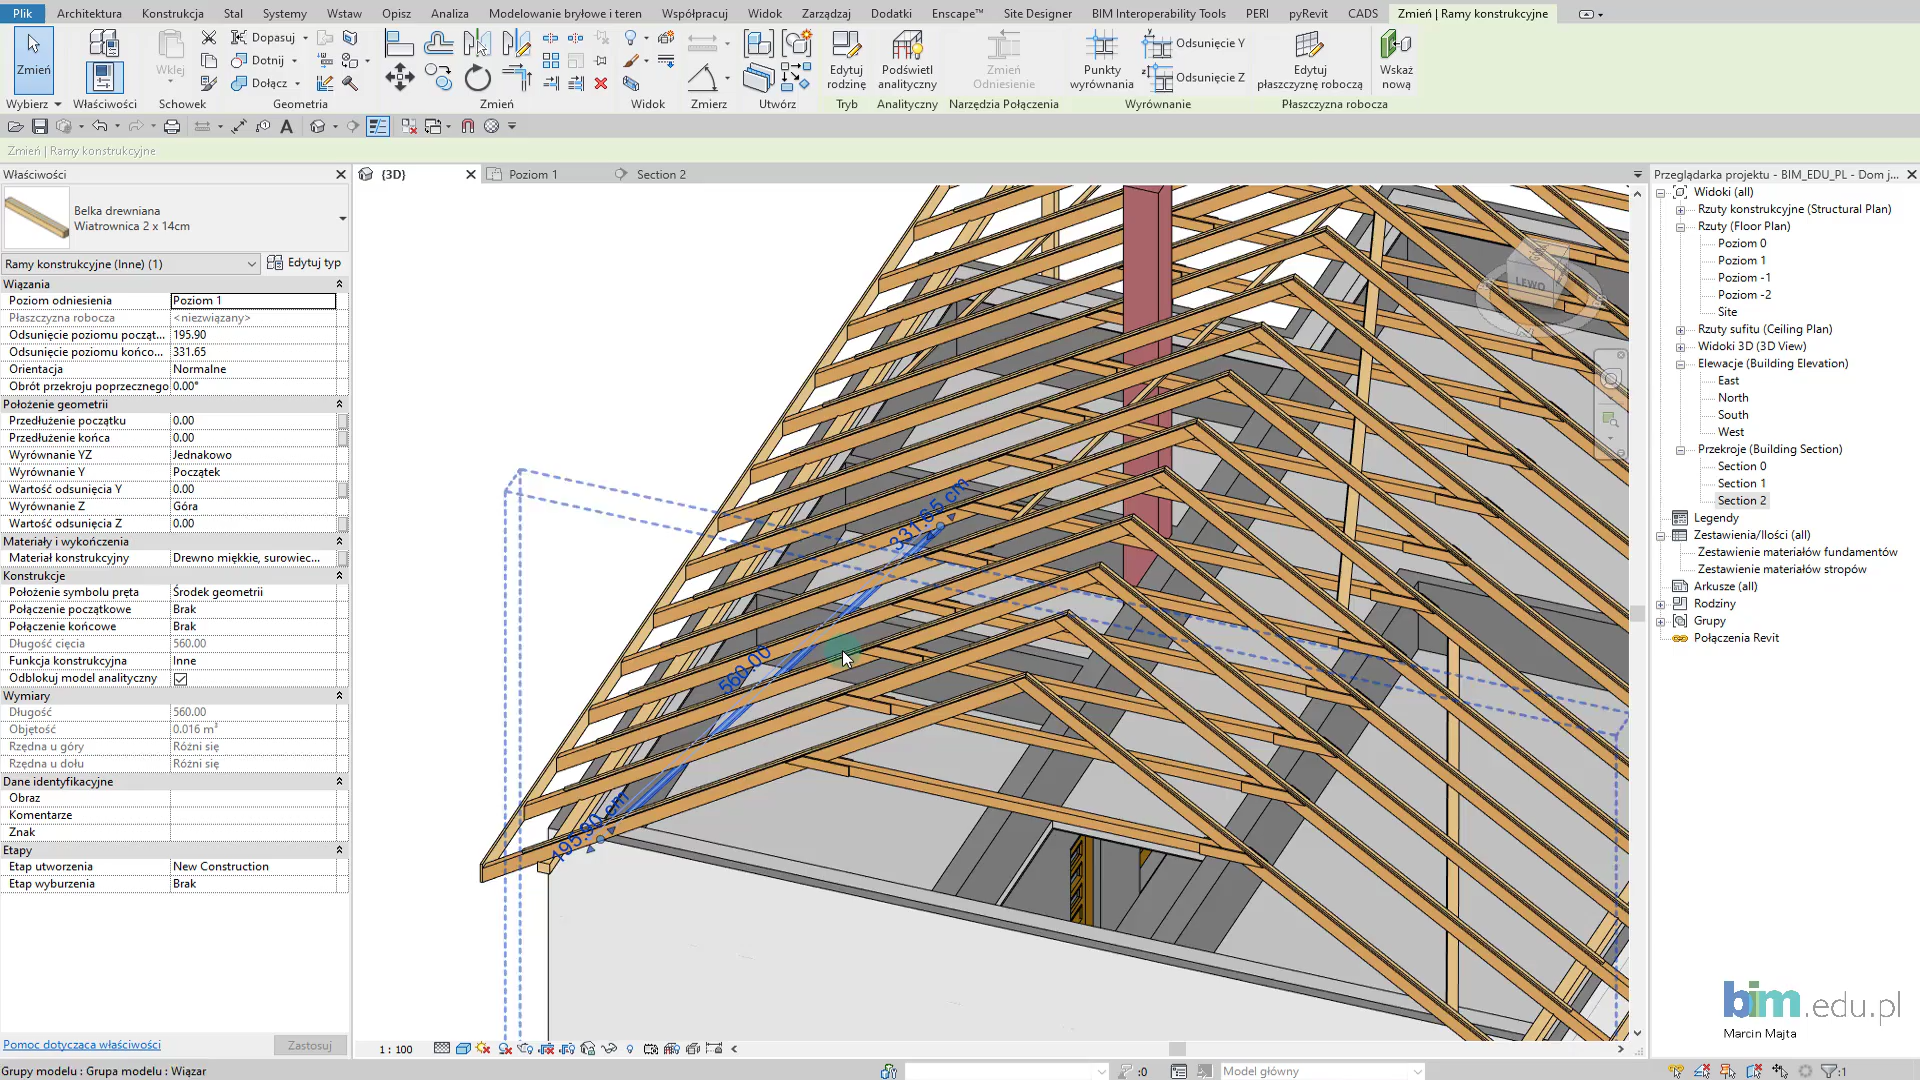 Plik
Architektura
Konstrukcja
Stal
Systemy
Wstaw
Opisz
Analiza
Modelowanie bryłowe i teren
Współpracuj
Widok
Zarządzaj
Dodatki
Enscape™
Site Designer
BIM Interoperability Tools
PERI
pyRevit
CADS
Zmień | Ramy konstrukcyjne
Zmień
Wklej
Dopasuj
Dotnij
Dołącz
Edytuj
rodzinę
Podświetl
analityczny
Zmień
Odniesienie
Punkty
wyrównania
Odsunięcie Y
Odsunięcie Z
Edytuj
płaszczyznę roboczą
Wskaż
nową
Wybierz
Właściwości
Schowek
Geometria
Zmień
Widok
Zmierz
Utwórz
Tryb
Analityczny
Narzędzia Połączenia
Wyrównanie
Płaszczyzna robocza
Zmień | Ramy konstrukcyjne
Właściwości
Belka drewniana
Wiatrownica 2 x 14cm
Ramy konstrukcyjne (Inne) (1)
Edytuj typ
Wiązania
Poziom odniesienia Poziom 1
Płaszczyzna robocza <niezwiązany>
Odsunięcie poziomu począt... 195.90
Odsunięcie poziomu końco... 331.65
Orientacja Normalne
Obrót przekroju poprzecznego 0.00°
Położenie geometrii
Przedłużenie początku 0.00
Przedłużenie końca 0.00
Wyrównanie YZ Jednakowo
Wyrównanie Y Początek
Wartość odsunięcia Y 0.00
Wyrównanie Z Góra
Wartość odsunięcia Z 0.00
Materiały i wykończenia
Materiał konstrukcyjny Drewno miękkie, surowiec...
Konstrukcje
Położenie symbolu pręta Środek geometrii
Połączenie początkowe Brak
Połączenie końcowe Brak
Długość cięcia 560.00
Funkcja konstrukcyjna Inne
Odblokuj model analityczny
Wymiary
Długość 560.00
Objętość 0.016 m³
Rzędna u góry Różni się
Rzędna u dołu Różni się
Dane identyfikacyjne
Obraz
Komentarze
Znak
Etapy
Etap utworzenia New Construction
Etap wyburzenia Brak
Pomoc dotycząca właściwości
Zastosuj
{3D}
Poziom 1
Section 2
331.65 cm
560.00
195.90 cm
LEWO
1 : 100
Przeglądarka projektu - BIM_EDU_PL - Dom j...
Widoki (all)
Rzuty konstrukcyjne (Structural Plan)
Rzuty (Floor Plan)
Poziom 0
Poziom 1
Poziom -1
Poziom -2
Site
Rzuty sufitu (Ceiling Plan)
Widoki 3D (3D View)
Elewacje (Building Elevation)
East
North
South
West
Przekroje (Building Section)
Section 0
Section 1
Section 2
Legendy
Zestawienia/Ilości (all)
Zestawienie materiałów fundamentów
Zestawienie materiałów stropów
Arkusze (all)
Rodziny
Grupy
Połączenia Revit
bim.edu.pl
Marcin Majta
Grupy modelu : Grupa modelu : Wiązar
:0
Model główny
:1